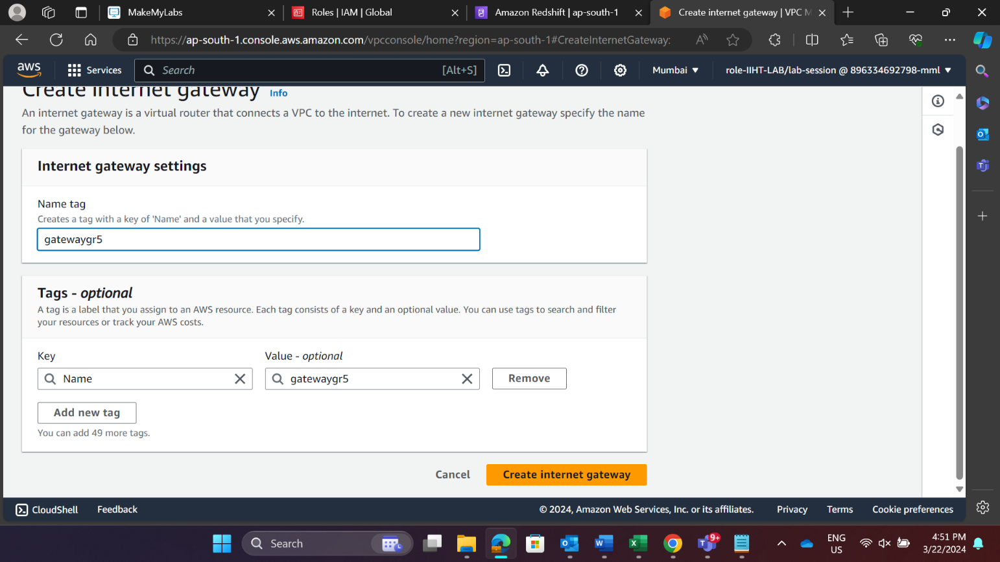 MakeMyLabs
Roles | IAM | Global
Amazon Redshift | ap-south-1
Create internet gateway | VPC M
https://ap-south-1.console.aws.amazon.com/vpcconsole/home?region=ap-south-1#CreateInternetGateway:
aws
Services
Search
[Alt+S]
Mumbai
role-IIHT-LAB/lab-session @ 896334692798-mml
Create internet gateway Info
An internet gateway is a virtual router that connects a VPC to the internet. To create a new internet gateway specify the name
for the gateway below.
Internet gateway settings
Name tag
Creates a tag with a key of 'Name' and a value that you specify.
gatewaygr5
Tags - optional
A tag is a label that you assign to an AWS resource. Each tag consists of a key and an optional value. You can use tags to search and filter
your resources or track your AWS costs.
Key
Value - optional
Name
gatewaygr5
Remove
Add new tag
You can add 49 more tags.
Cancel
Create internet gateway
CloudShell
Feedback
© 2024, Amazon Web Services, Inc. or its affiliates.
Privacy
Terms
Cookie preferences
Search
9+
ENG
US
4:51 PM
3/22/2024